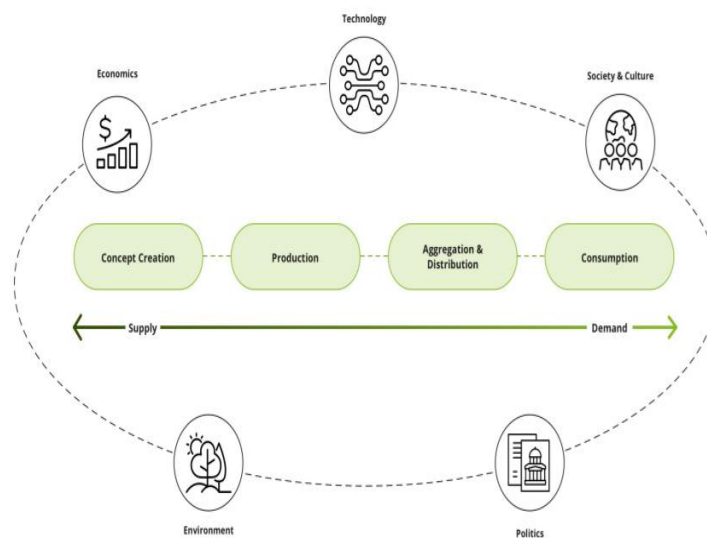 Technology
Economics
Society & Culture
$
Concept Creation
Production
Aggregation &
Distribution
Consumption
Supply
Demand
Environment
Politics